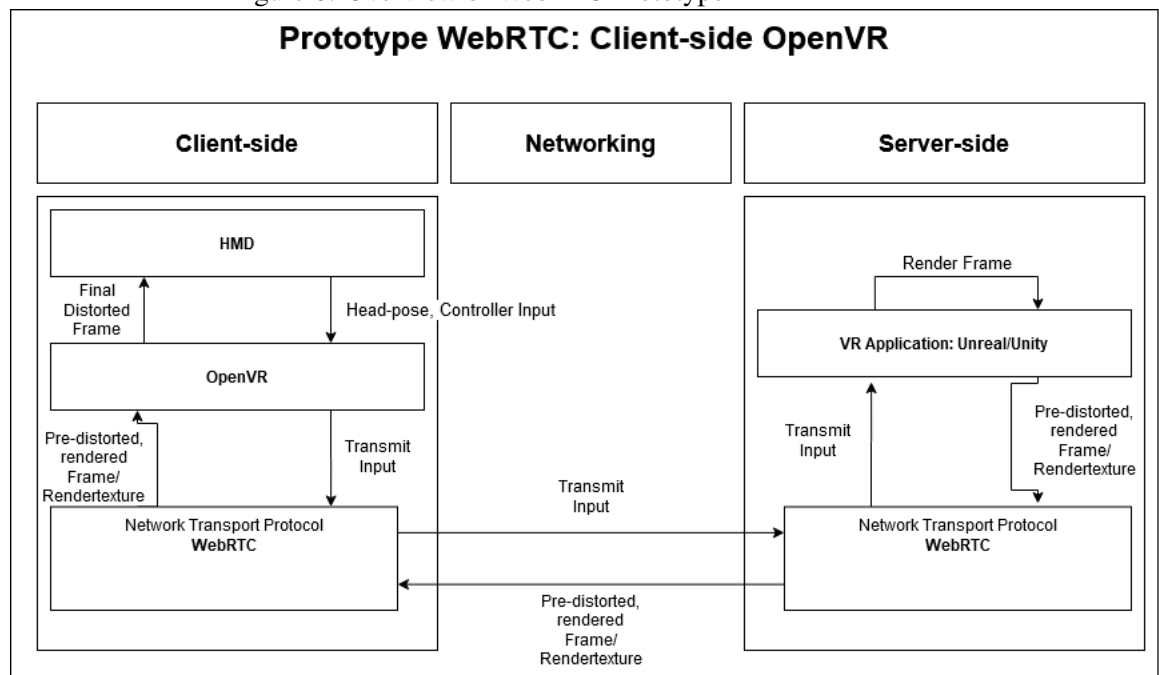 Prototype WebRTC: Client-side OpenVR
Client-side
Networking
Server-side
HMD
Final
Distorted
Frame
Head-pose, Controller Input
OpenVR
Pre-distorted,
rendered
Frame/
Rendertexture
Transmit
Input
Network Transport Protocol
WebRTC
Transmit
Input
Pre-distorted,
rendered
Frame/
Rendertexture
Render Frame
VR Application: Unreal/Unity
Transmit
Input
Pre-distorted,
rendered
Frame/
Rendertexture
Network Transport Protocol
WebRTC